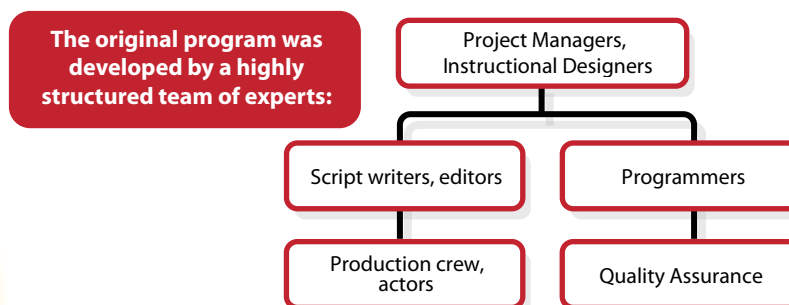 The original program was
developed by a highly
structured team of experts:
Project Managers,
Instructional Designers
Script writers, editors
Programmers
Production crew,
actors
Quality Assurance